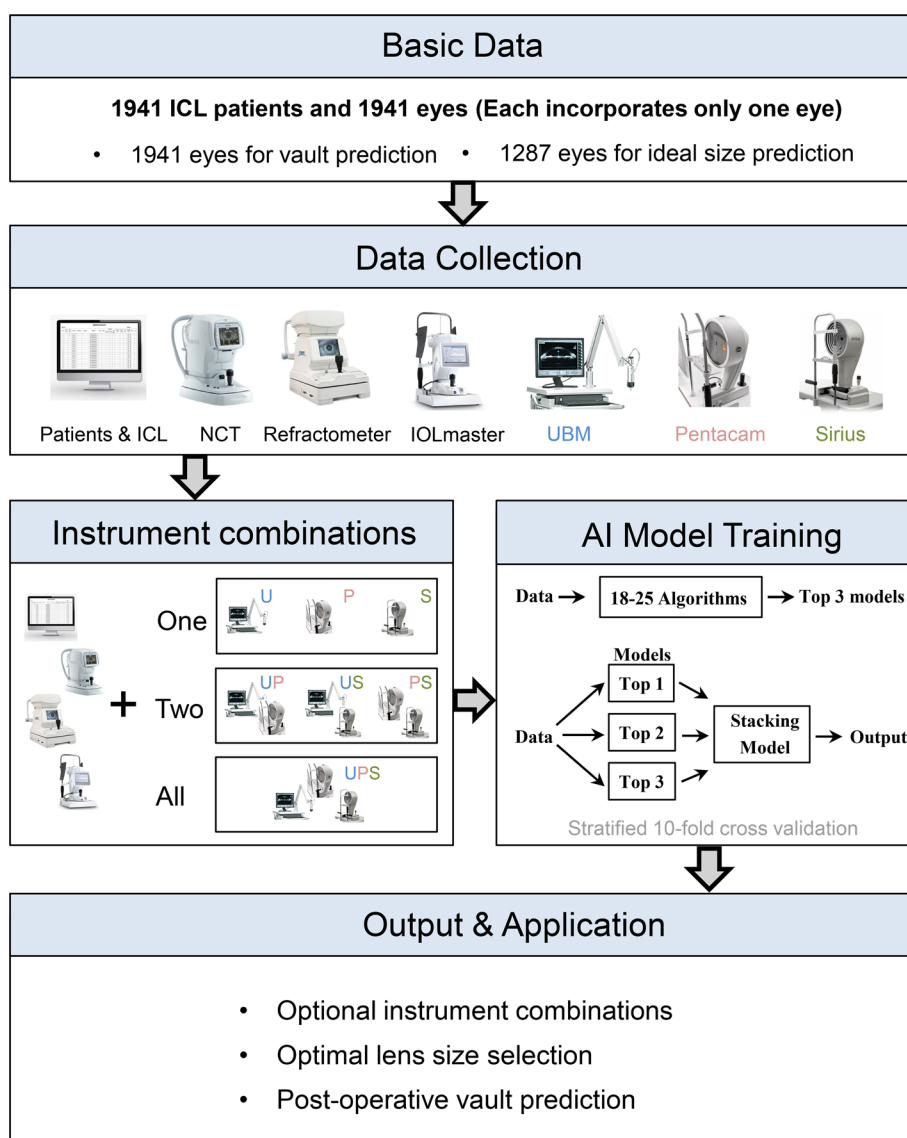 Basic Data
1941 ICL patients and 1941 eyes (Each incorporates only one eye)
• 1941 eyes for vault prediction • 1287 eyes for ideal size prediction
Data Collection
Patients & ICL NCT Refractometer IOLmaster UBM Pentacam Sirius
Instrument combinations
One
U P S
+ Two
UP US PS
All
UPS
AI Model Training
Data 18-25 Algorithms Top 3 models
Models
Top 1
Data Top 2 Stacking Model Output
Top 3
Stratified 10-fold cross validation
Output & Application
• Optional instrument combinations
• Optimal lens size selection
• Post-operative vault prediction